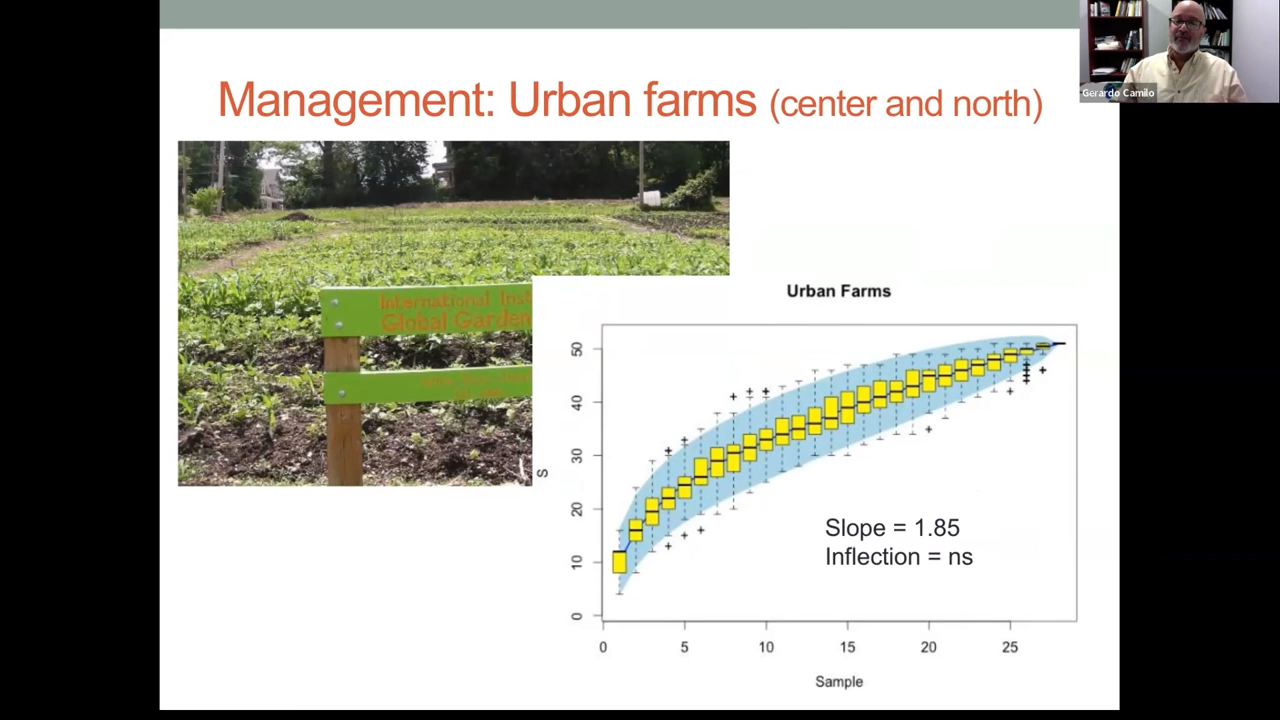 Gerardo Camilo
Management: Urban farms (center and north)
International Inst
Global Garden
Urban Farms
S
50
40
30
20
10
0
Slope = 1.85
Inflection = ns
0 5 10 15 20 25
Sample